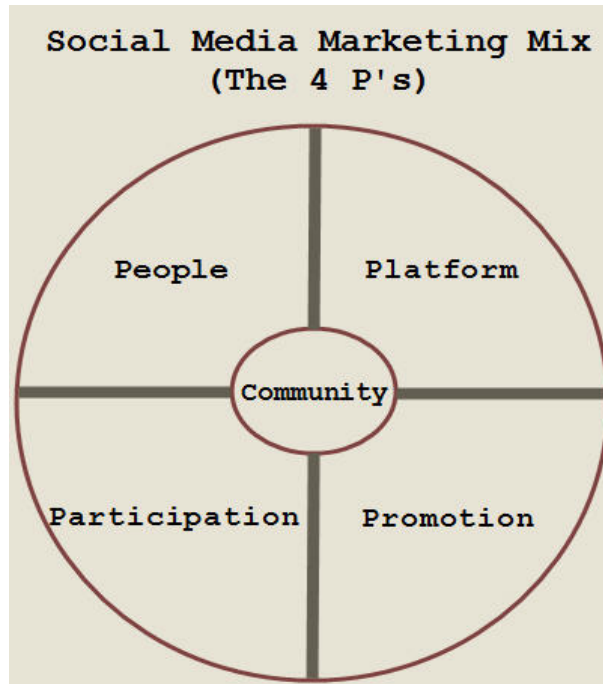 Social Media Marketing Mix
(The 4 P's)
People
Platform
Community
Participation
Promotion